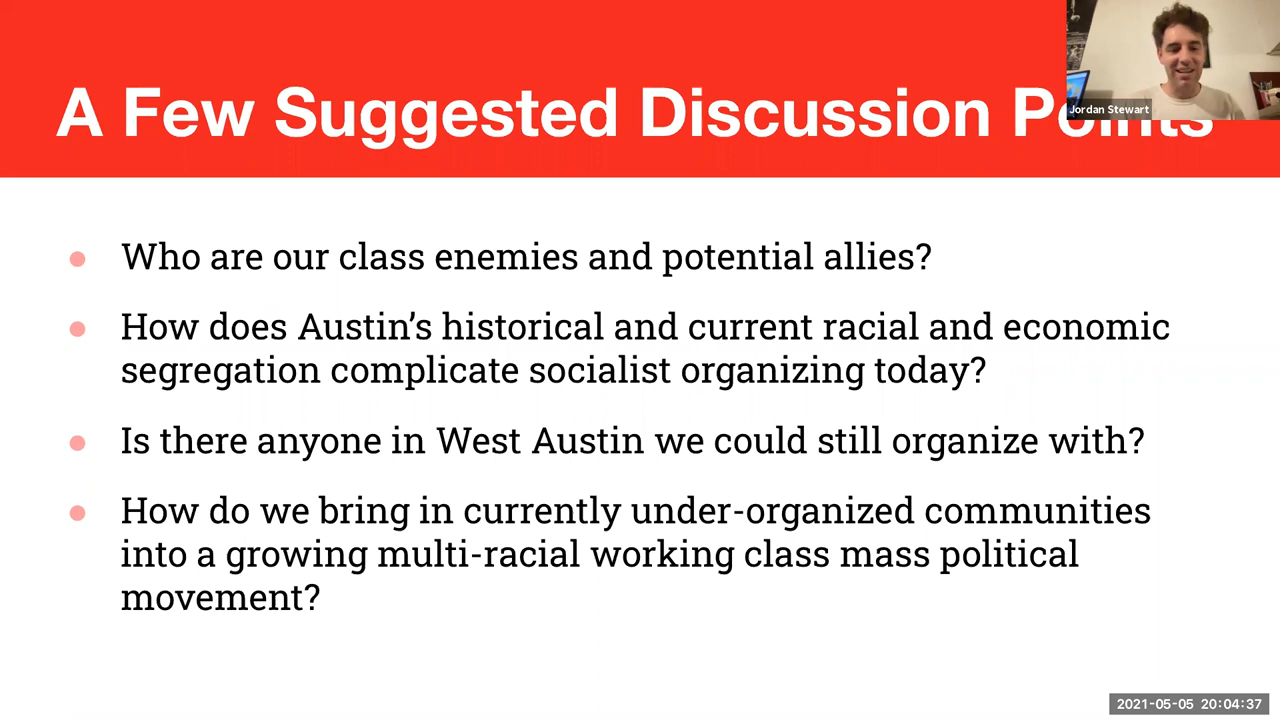 A Few Suggested Discussion Points
Jordan Stewart
Who are our class enemies and potential allies?
How does Austin’s historical and current racial and economic
segregation complicate socialist organizing today?
Is there anyone in West Austin we could still organize with?
How do we bring in currently under-organized communities
into a growing multi-racial working class mass political
movement?
2021-05-05 20:04:37